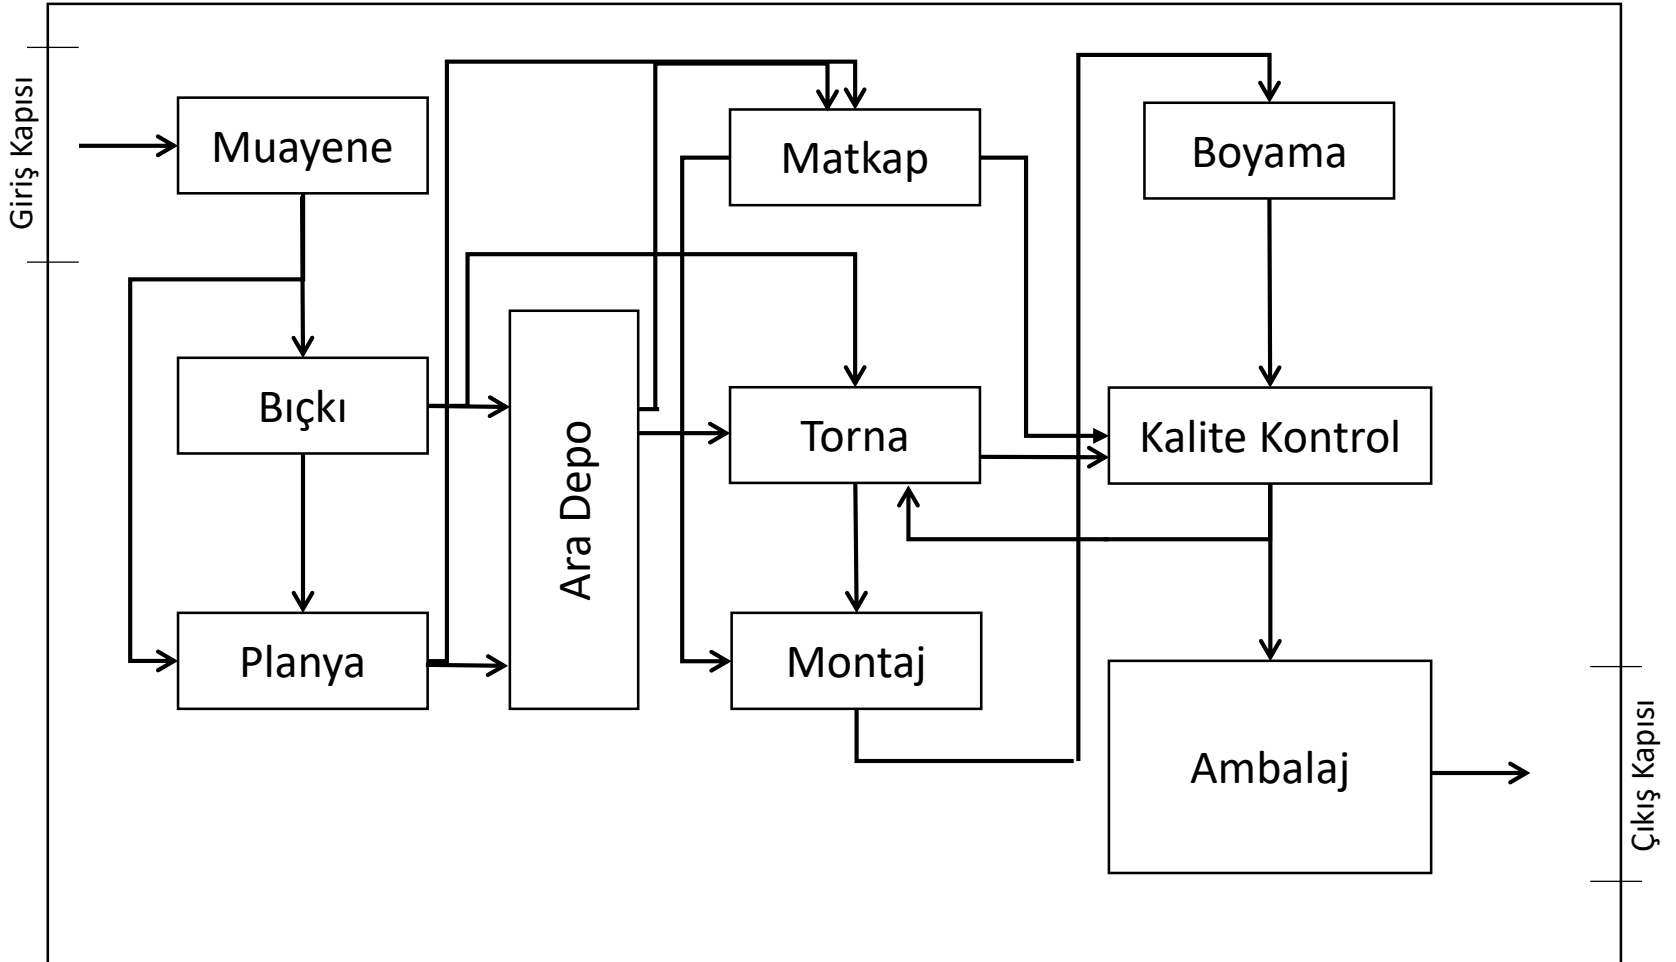 Giriş Kapısı
Muayene
Matkap
Boyama
Bıçkı
Ara Depo
Torna
Kalite Kontrol
Planya
Montaj
Ambalaj
Çıkış Kapısı